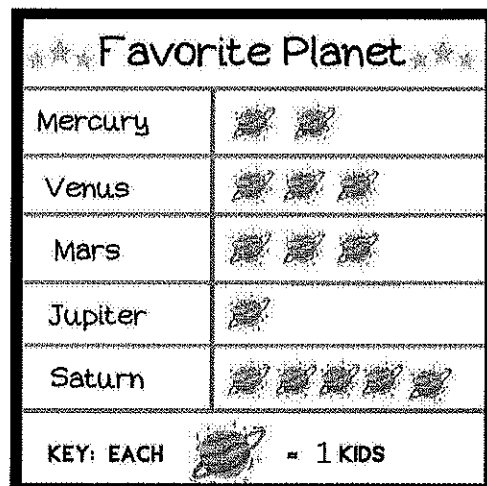 Favorite Planet
Mercury
Venus
Mars
Jupiter
Saturn
KEY: EACH = 1 KIDS